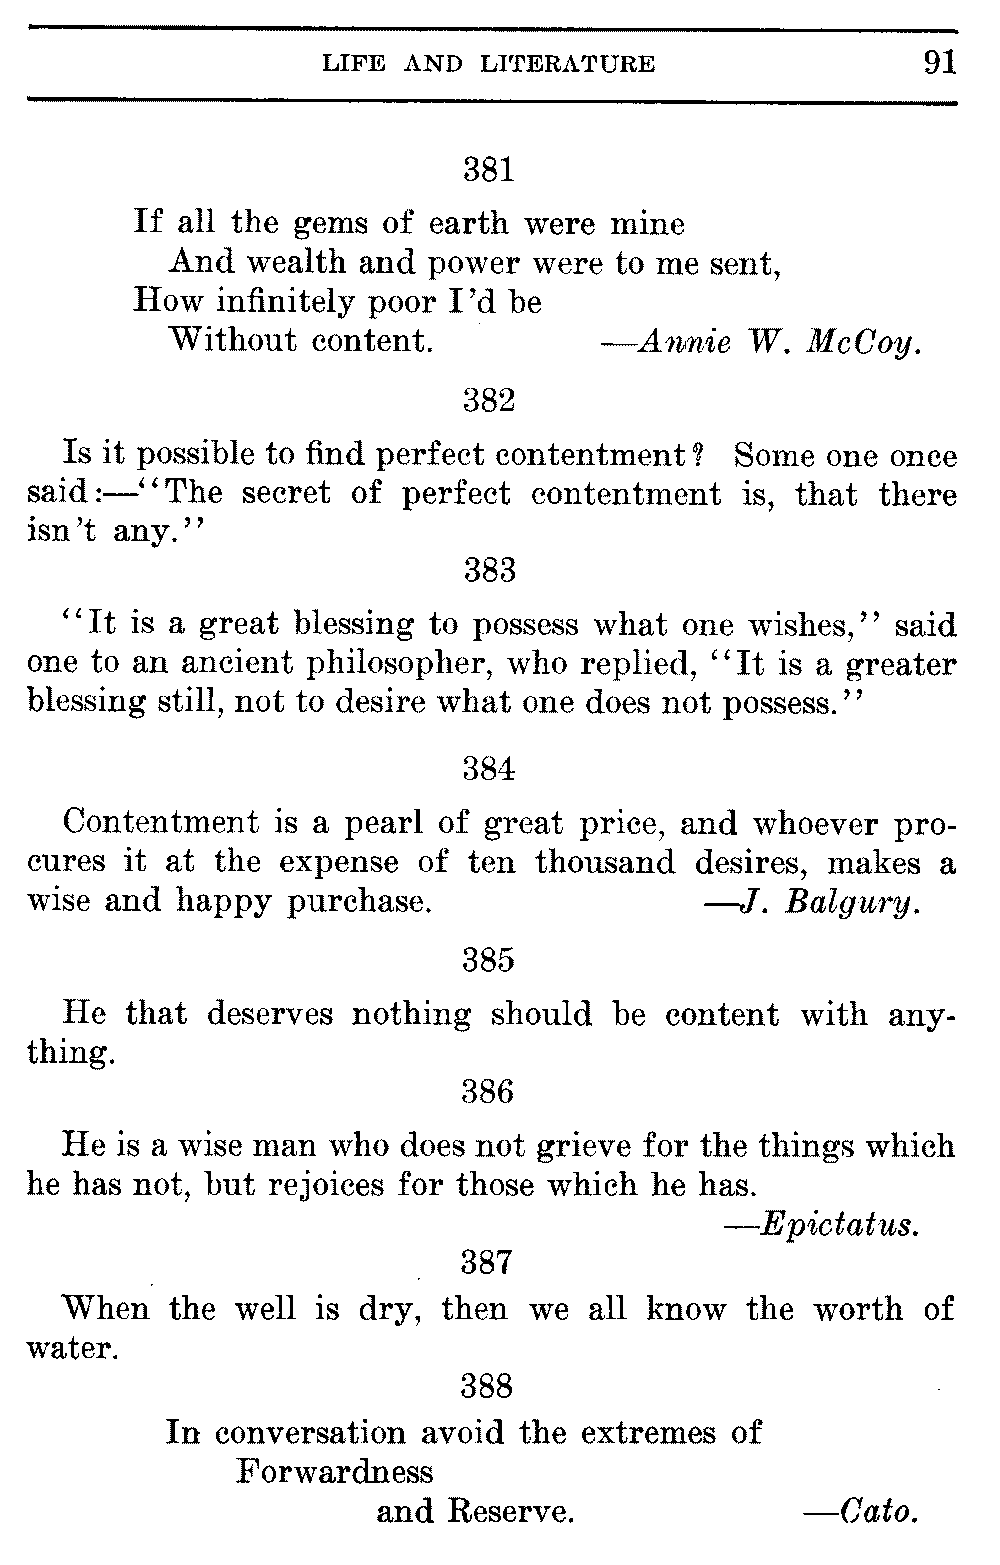 LIFE AND LITERATURE 91
381
If all the gems of earth were mine
And wealth and power were to me sent,
How infinitely poor I'd be
Without content. —Annie W. McCoy.
382
Is it possible to find perfect contentment? Some one once
said:—"The secret of perfect contentment is, that there
isn't any."
383
"It is a great blessing to possess what one wishes," said
one to an ancient philosopher, who replied, "It is a greater
blessing still, not to desire what one does not possess."
384
Contentment is a pearl of great price, and whoever pro-
cures it at the expense of ten thousand desires, makes a
wise and happy purchase. —J. Balgury.
385
He that deserves nothing should be content with any-
thing.
386
He is a wise man who does not grieve for the things which
he has not, but rejoices for those which he has.
—Epictatus.
387
When the well is dry, then we all know the worth of
water.
388
In conversation avoid the extremes of
Forwardness
and Reserve. —Cato.